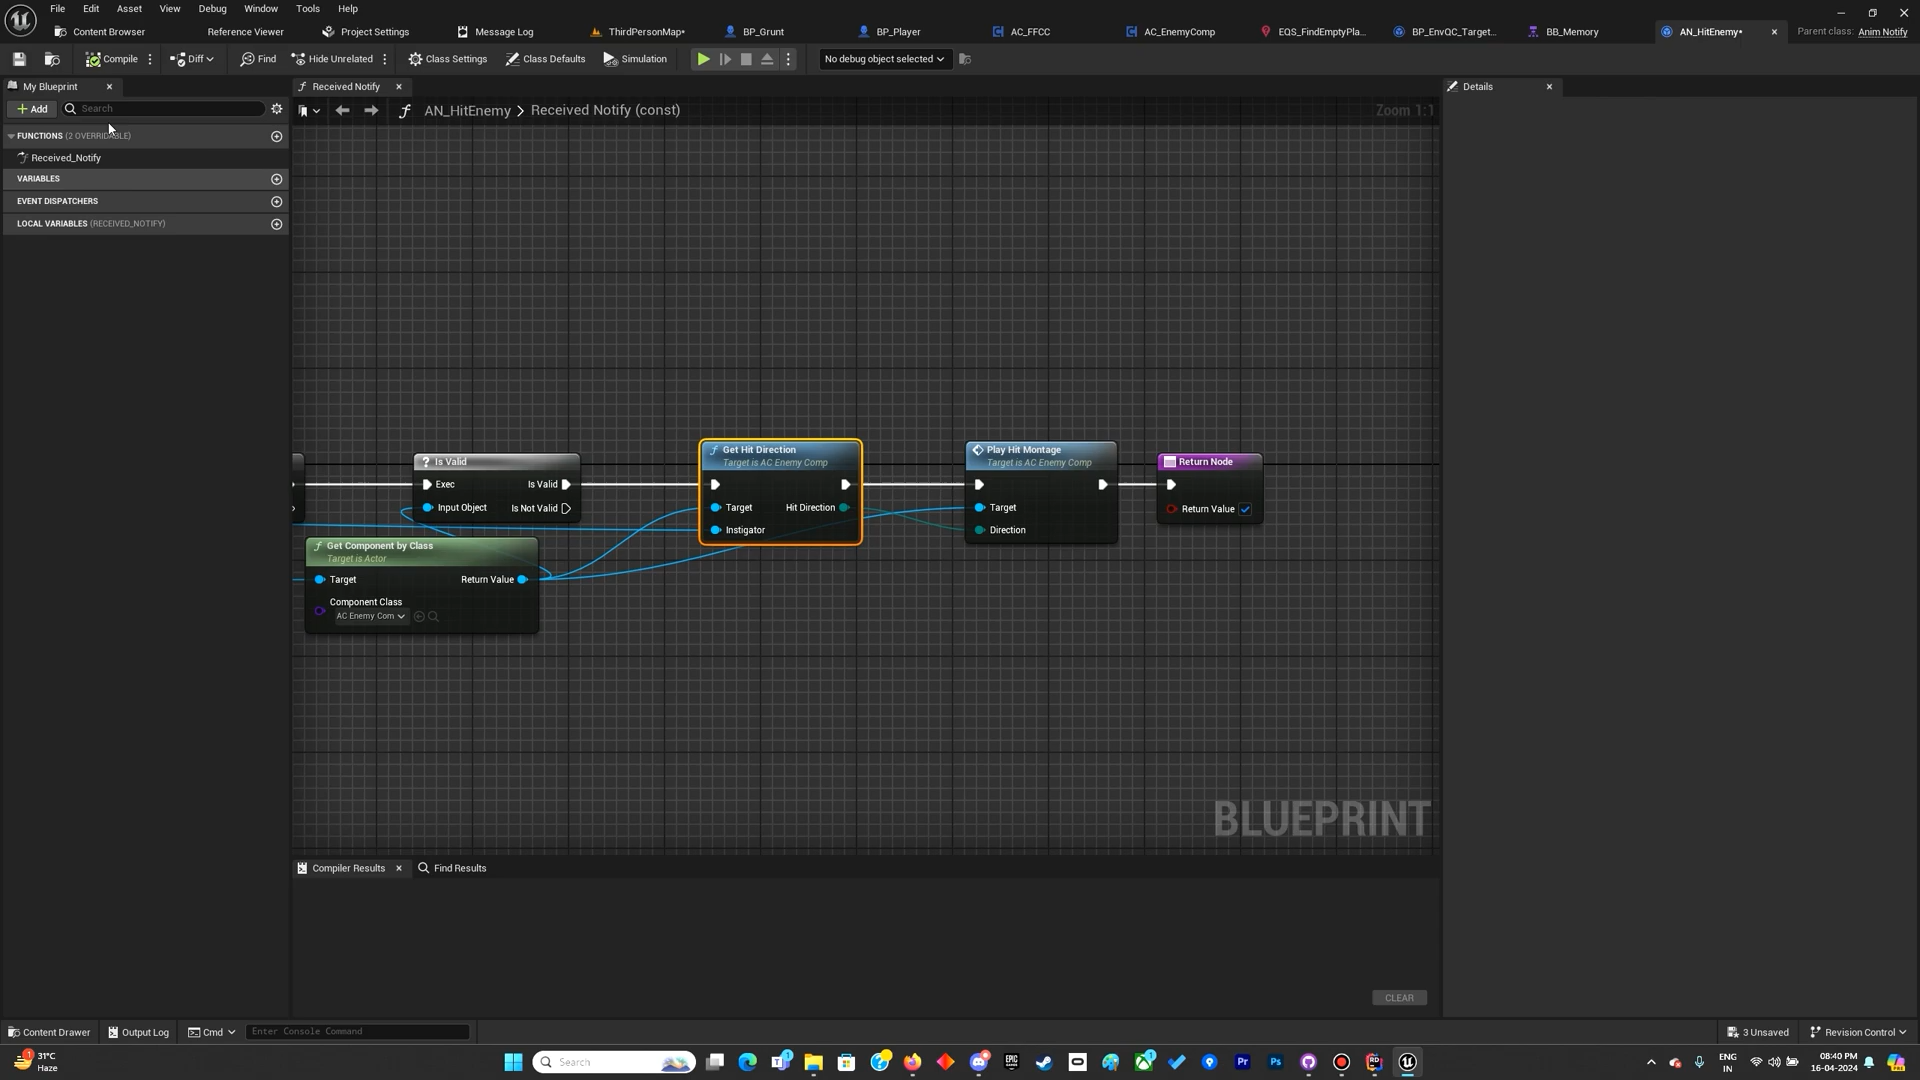 File Edit Asset View Debug Window Tools Help
Content Browser Reference Viewer Project Settings Message Log ThirdPersonMap* BP_Grunt BP_Player AC_FFCC AC_EnemyComp EQS_FindEmptyPla... BP_EnvQC_Target... BB_Memory AN_HitEnemy* Parent class: Anim Notify
Compile Diff Find Hide Unrelated Class Settings Class Defaults Simulation No debug object selected
My Blueprint Received Notify Details
Add Search AN_HitEnemy > Received Notify (const) Zoom 1:1
FUNCTIONS (2 OVERRIDABLE)
Received_Notify
VARIABLES
EVENT DISPATCHERS
LOCAL VARIABLES (RECEIVED_NOTIFY)
Is Valid
Exec Is Valid
Input Object Is Not Valid
Get Component by Class
Target is Actor
Target Return Value
Component Class
AC Enemy Com
Get Hit Direction
Target is AC Enemy Comp
Target Hit Direction
Instigator
Play Hit Montage
Target is AC Enemy Comp
Target
Direction
Return Node
Return Value
BLUEPRINT
Compiler Results Find Results
CLEAR
Content Drawer Output Log Cmd Enter Console Command 3 Unsaved Revision Control
31°C
Haze
Search
ENG
IN
08:40 PM
16-04-2024